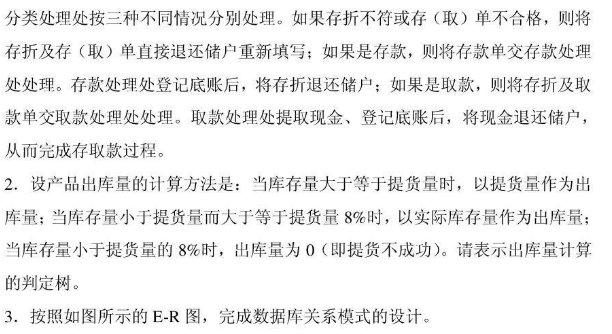 分类处理处按三种不同情况分别处理。如果存折不符或存（取）单不合格，则将
存折及存（取）单直接退还储户重新填写；如果是存款，则将存款单交存款处理
处处理。存款处理处登记底账后，将存折退还储户；如果是取款，则将存折及取
款单交取款处理处处理。取款处理处提取现金、登记底账后，将现金退还储户，
从而完成存取款过程。
2．设产品出库量的计算方法是：当库存量大于等于提货量时，以提货量作为出
库量；当库存量小于提货量而大于等于提货量 8%时，以实际库存量作为出库量；
当库存量小于提货量的 8%时，出库量为 0（即提货不成功）。请表示出库量计算
的判定树。
3．按照如图所示的 E-R 图，完成数据库关系模式的设计。